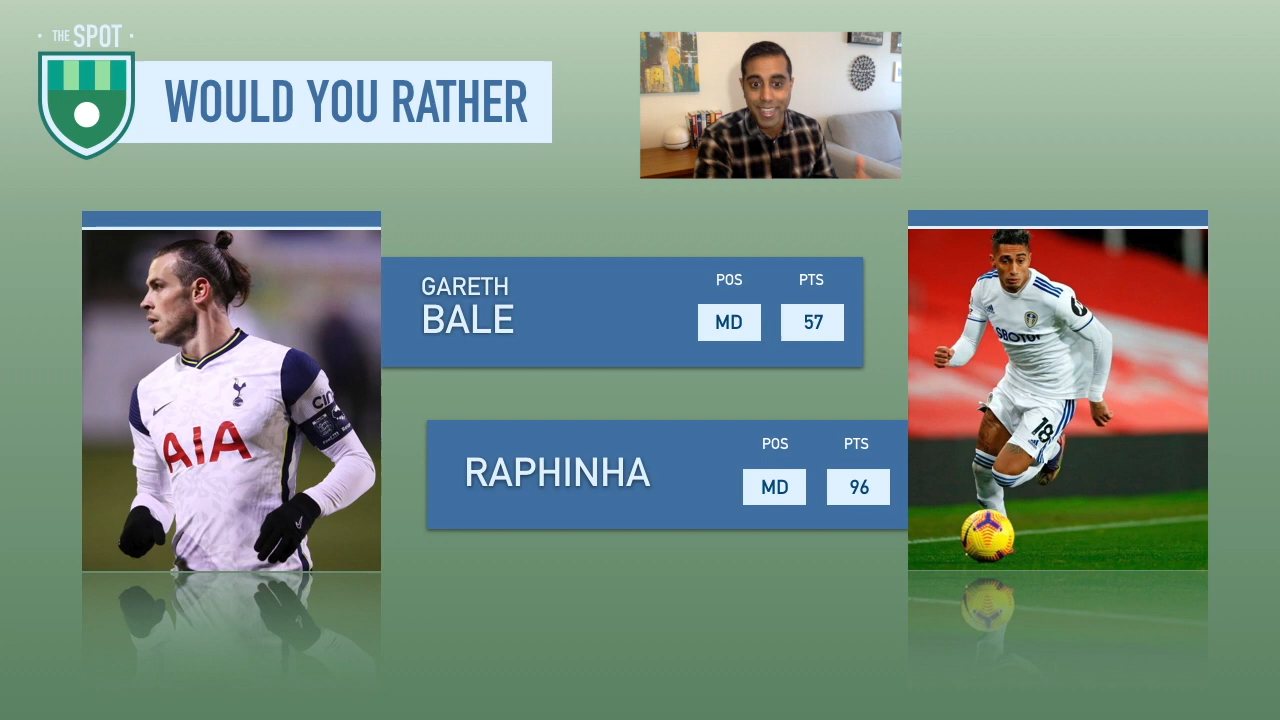 THE SPOT
WOULD YOU RATHER
GARETH
BALE
POS
PTS
MD
57
AIA
RAPHINHA
POS
PTS
MD
96
18